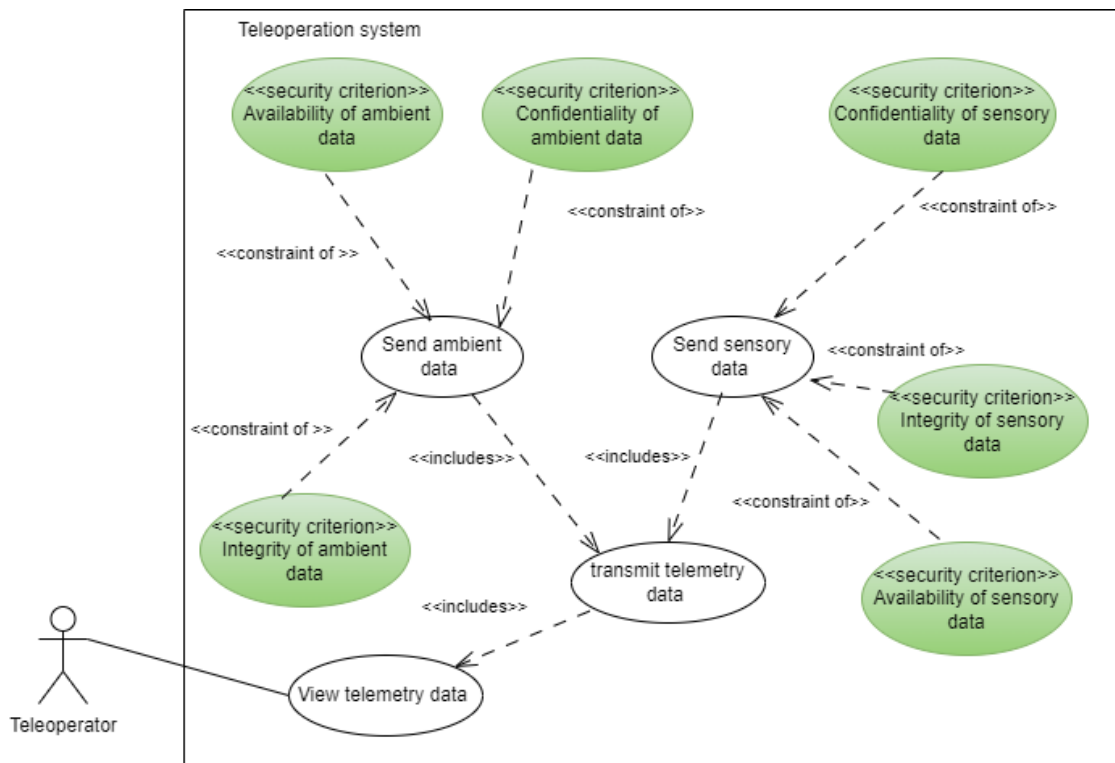 Teleoperation system
<<security criterion>>
Availability of ambient
data
<<security criterion>>
Confidentiality of
ambient data
<<security criterion>>
Confidentiality of sensory
data
<<constraint of>>
<<constraint of>>
<<constraint of >>
Send ambient
data
Send sensory
data
<<constraint of>>
<<security criterion>>
Integrity of sensory
data
<<constraint of >>
<<includes>>
<<includes>>
<<constraint of>>
<<security criterion>>
Integrity of ambient
data
transmit telemetry
data
<<security criterion>>
Availability of sensory
data
<<includes>>
View telemetry data
Teleoperator